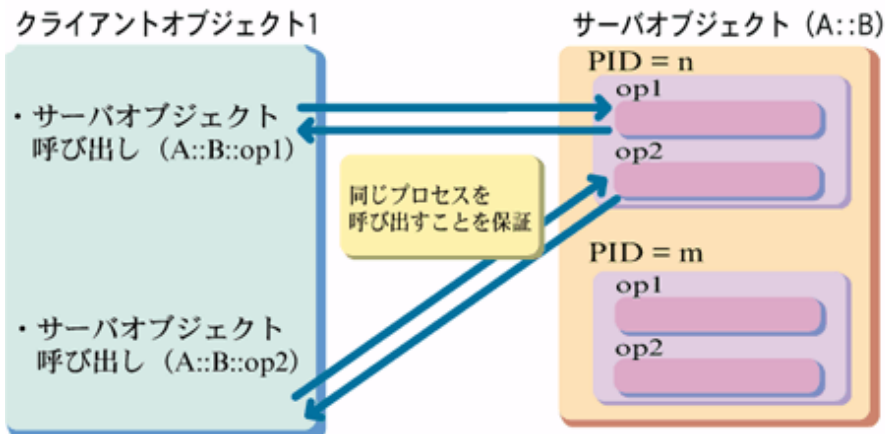 クライアントオブジェクト1
・サーバオブジェクト
呼び出し（A::B::op1）
・サーバオブジェクト
呼び出し（A::B::op2）
同じプロセスを
呼び出すことを保証
サーバオブジェクト（A::B）
PID = n
op1
op2
PID = m
op1
op2